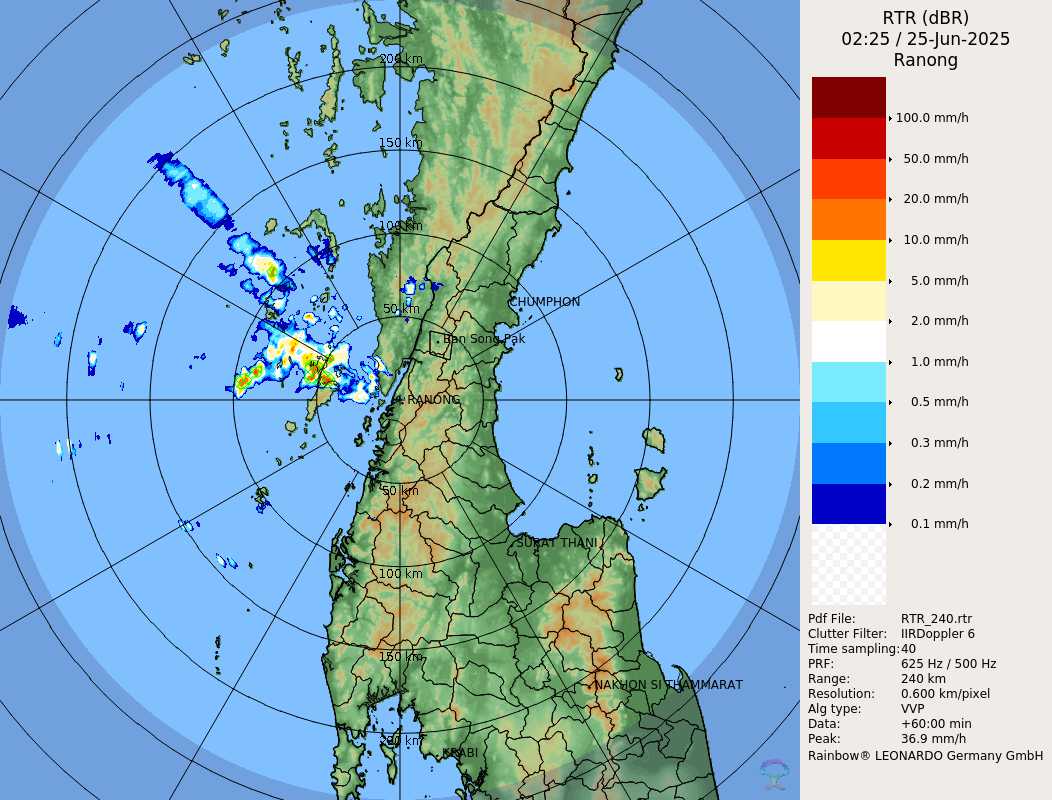 RTR (dBR)
02:25 / 25-Jun-2025
Ranong
200 km
150 km
100 km
50 km
CHUMPHON
Ban Song Pak
RANONG
50 km
SURAT THANI
100 km
150 km
NAKHON SI THAMMARAT
200 km
KRABI
100.0 mm/h
50.0 mm/h
20.0 mm/h
10.0 mm/h
5.0 mm/h
2.0 mm/h
1.0 mm/h
0.5 mm/h
0.3 mm/h
0.2 mm/h
0.1 mm/h
Pdf File: RTR_240.rtr
Clutter Filter: IIRDoppler 6
Time sampling:40
PRF: 625 Hz / 500 Hz
Range: 240 km
Resolution: 0.600 km/pixel
Alg type: VVP
Data: +60:00 min
Peak: 36.9 mm/h
Rainbow® LEONARDO Germany GmbH